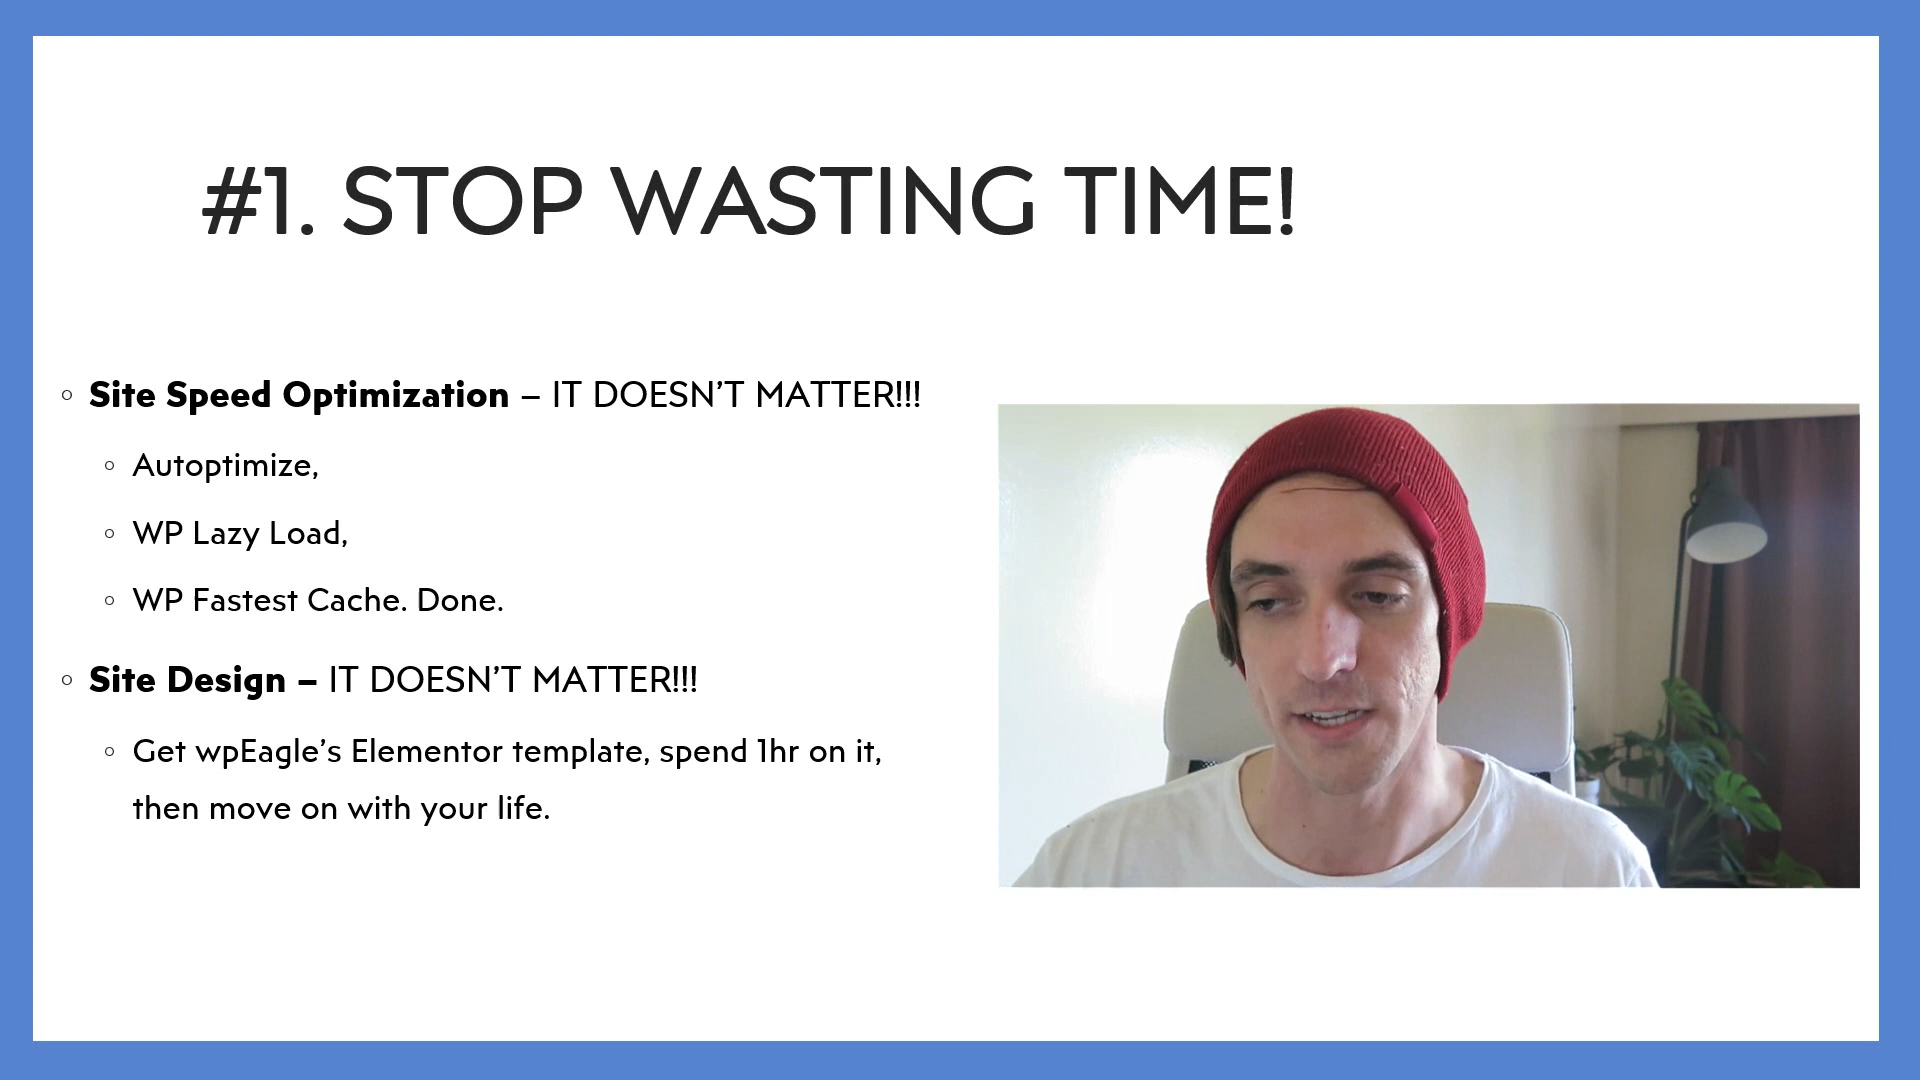 #1. STOP WASTING TIME!
◦ Site Speed Optimization – IT DOESN’T MATTER!!!
◦ Autoptimize,
◦ WP Lazy Load,
◦ WP Fastest Cache. Done.
◦ Site Design – IT DOESN’T MATTER!!!
◦ Get wpEagle’s Elementor template, spend 1hr on it,
then move on with your life.